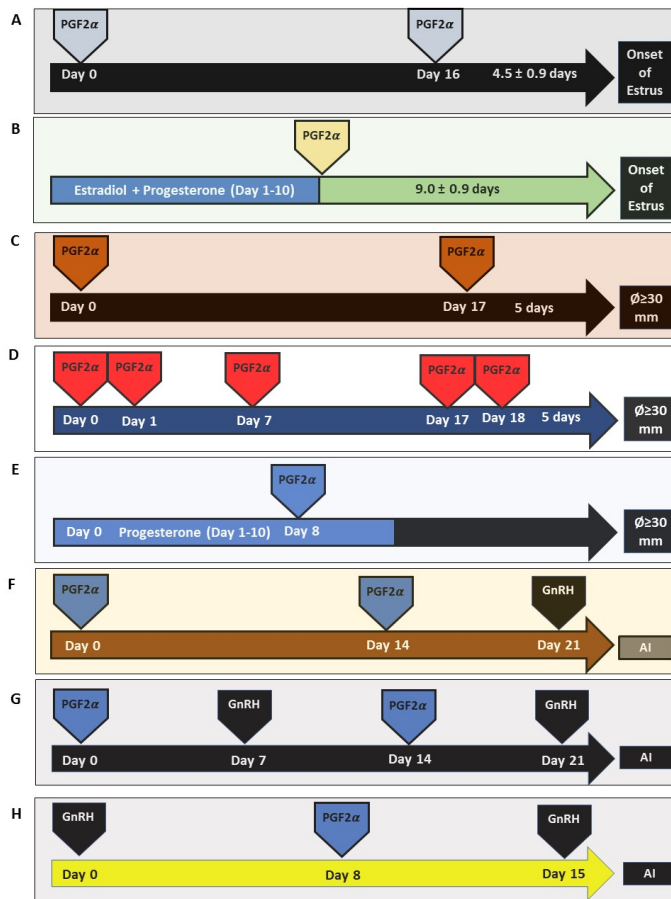 A
PGF2α PGF2α
Day 0 Day 16 4.5 ± 0.9 days
Onset
of
Estrus
B
PGF2α
Estradiol + Progesterone (Day 1-10) 9.0 ± 0.9 days
Onset
of
Estrus
C
PGF2α PGF2α
Day 0 Day 17 5 days
Ø≥30
mm
D
PGF2α PGF2α PGF2α PGF2α PGF2α
Day 0 Day 1 Day 7 Day 17 Day 18 5 days
Ø≥30
mm
E
PGF2α
Day 0 Progesterone (Day 1-10) Day 8
Ø≥30
mm
F
PGF2α PGF2α GnRH
Day 0 Day 14 Day 21
AI
G
PGF2α GnRH PGF2α GnRH
Day 0 Day 7 Day 14 Day 21
AI
H
GnRH PGF2α GnRH
Day 0 Day 8 Day 15
AI